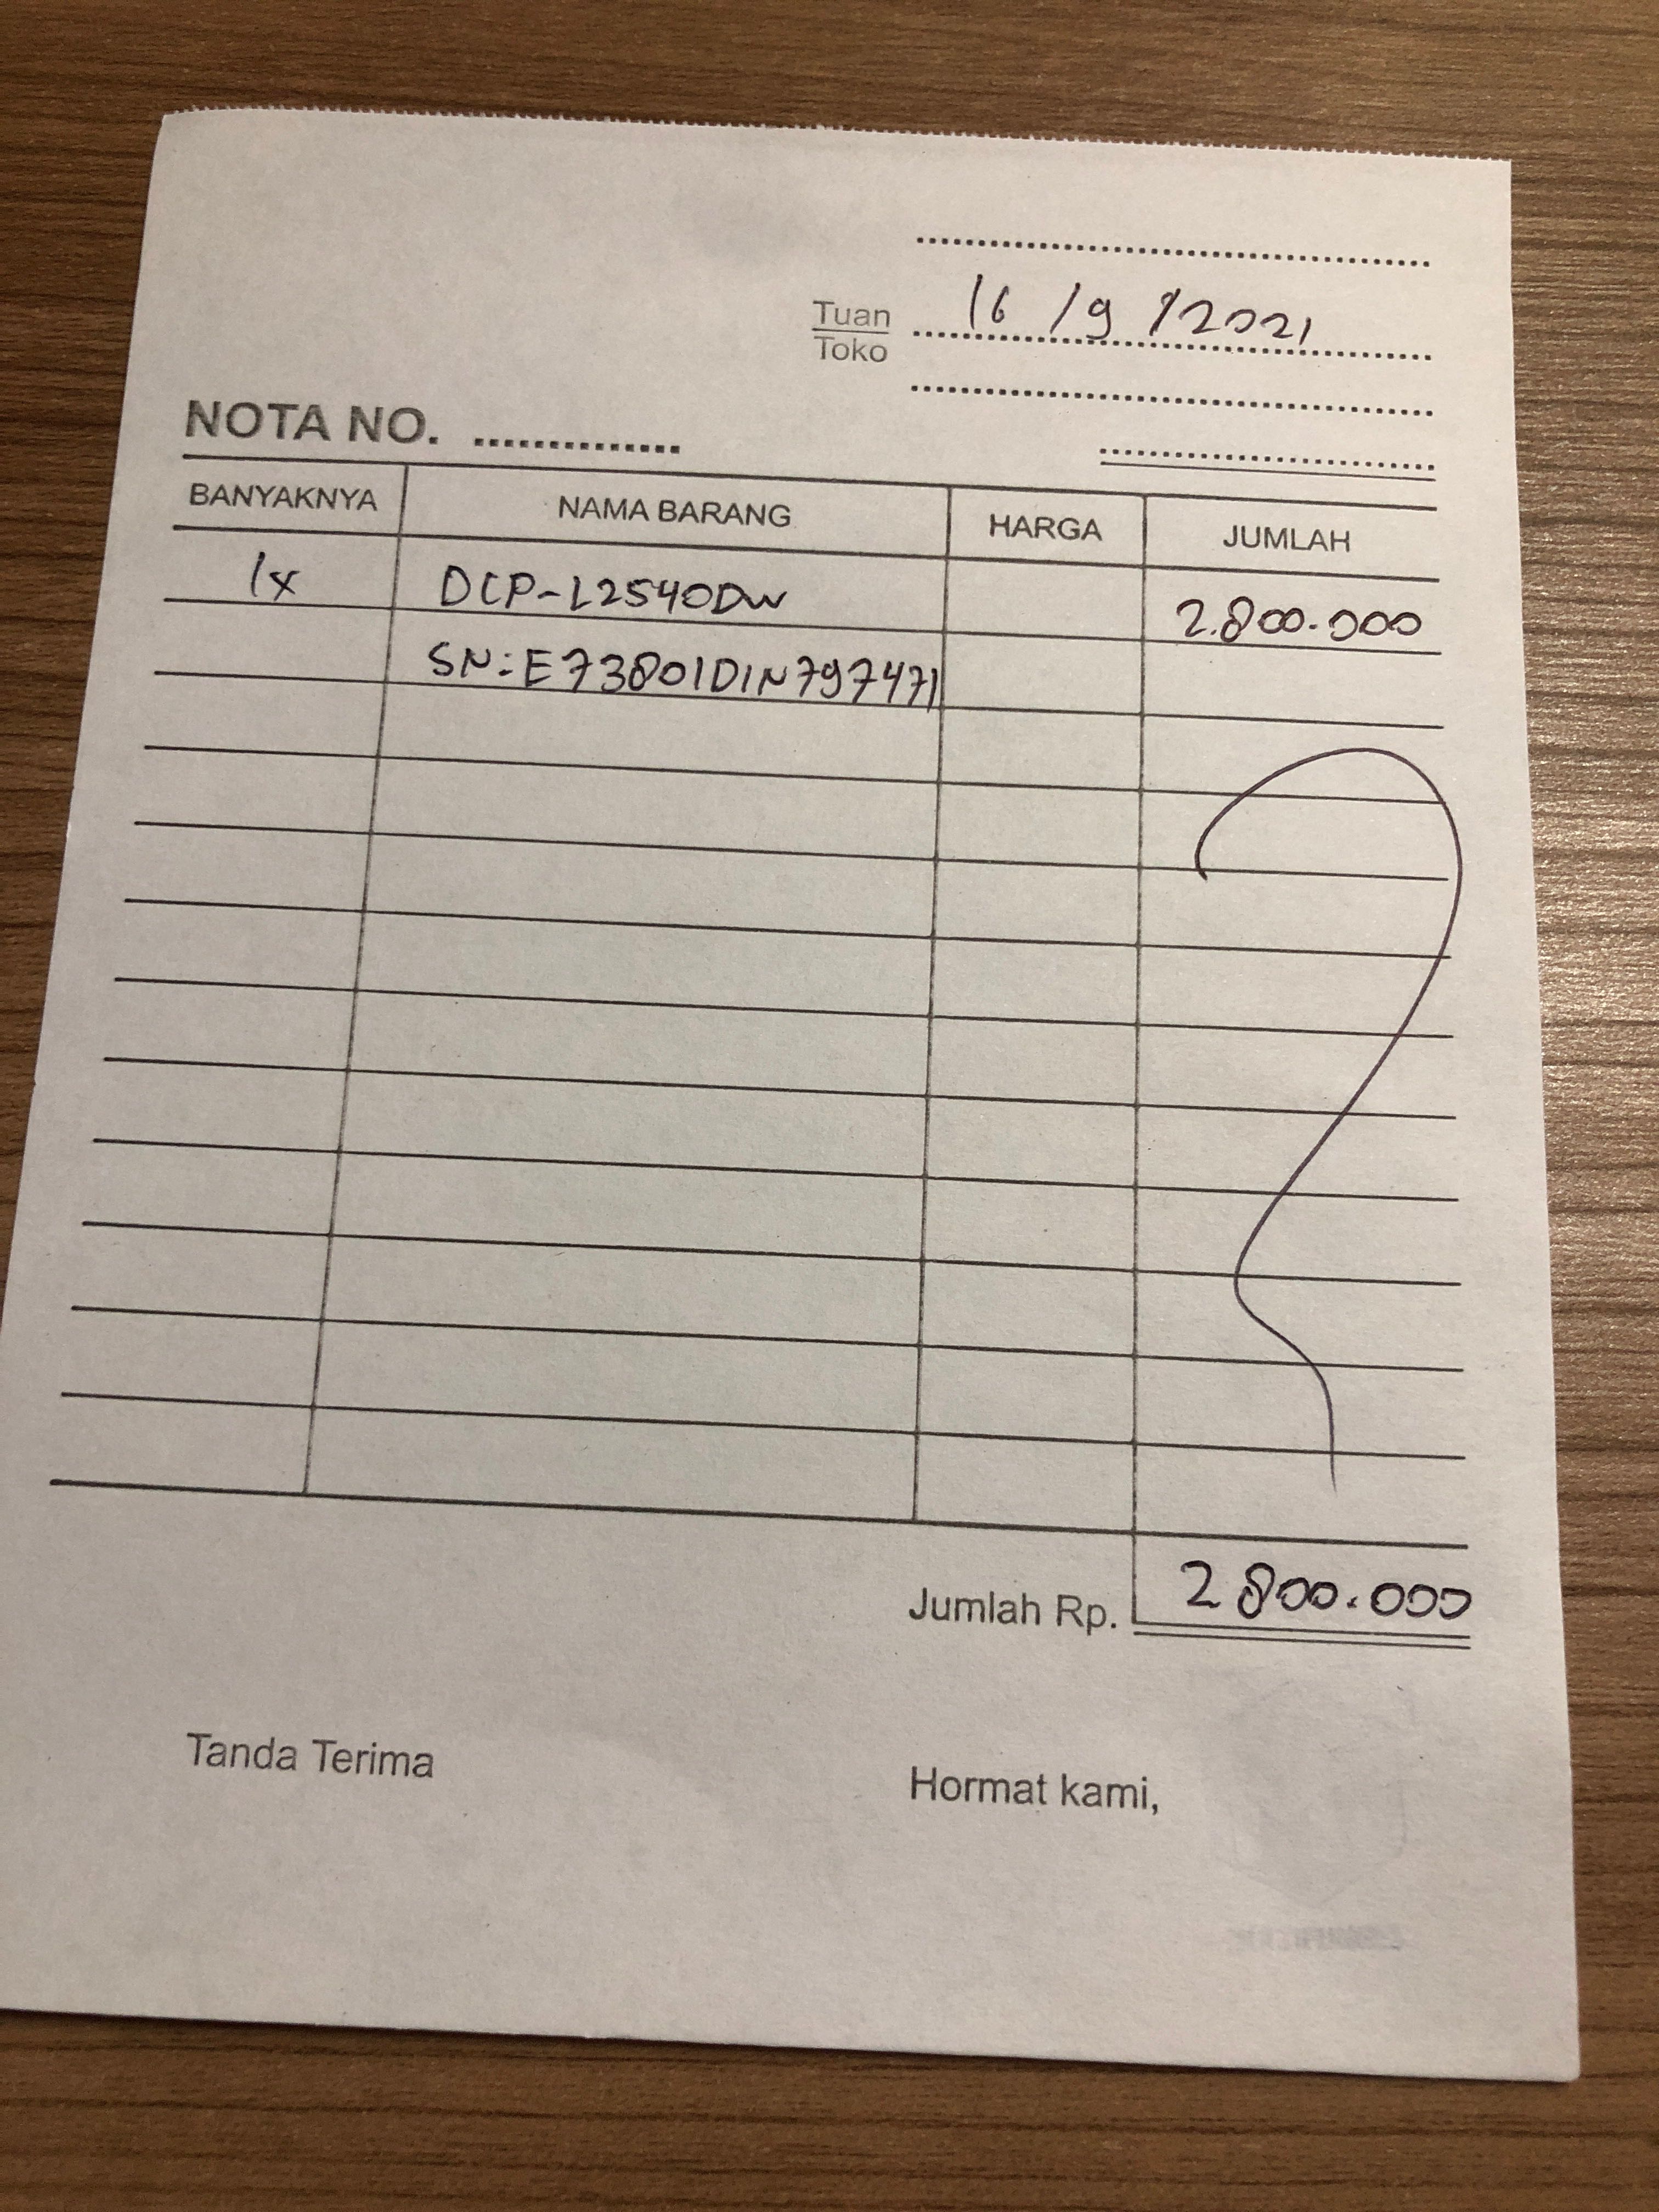 16/9/2021
Tuan
Toko
NOTA NO. ..............
BANYAKNYA NAMA BARANG HARGA JUMLAH
1x DCP-L2540DW 2.800.000
SN:E73801D1N797471
Jumlah Rp. 2 800.000
Tanda Terima Hormat kami,